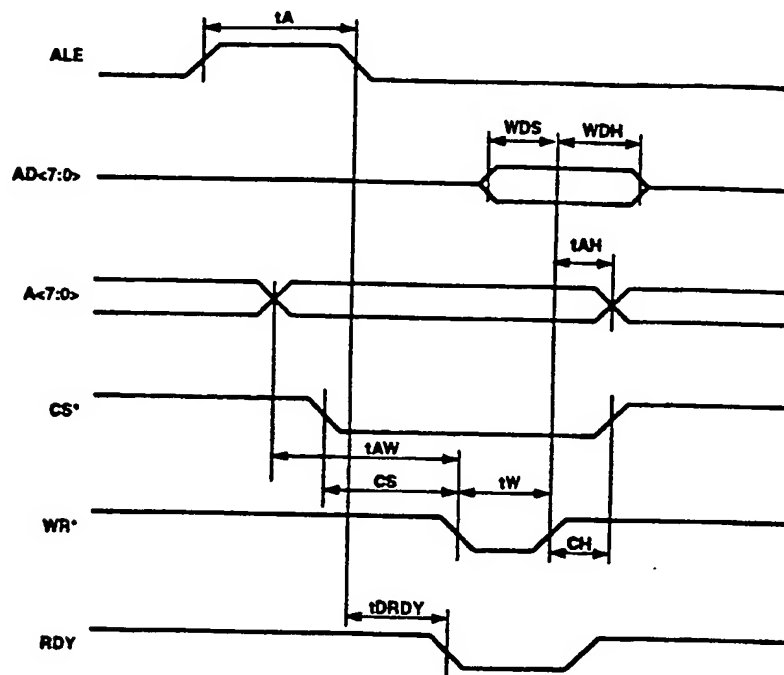 tA
ALE
WDS
WDH
AD<7:0>
tAH
A<7:0>
CS*
tAW
CS
tW
WR*
CH
tDRDY
RDY